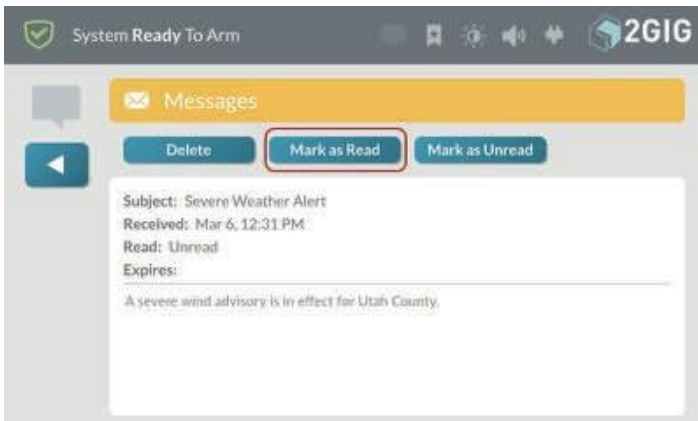 System Ready To Arm
2GIG
Messages
Delete
Mark as Read
Mark as Unread
Subject: Severe Weather Alert
Received: Mar 6, 12:31 PM
Read: Unread
Expires:
A severe wind advisory is in effect for Utah County.